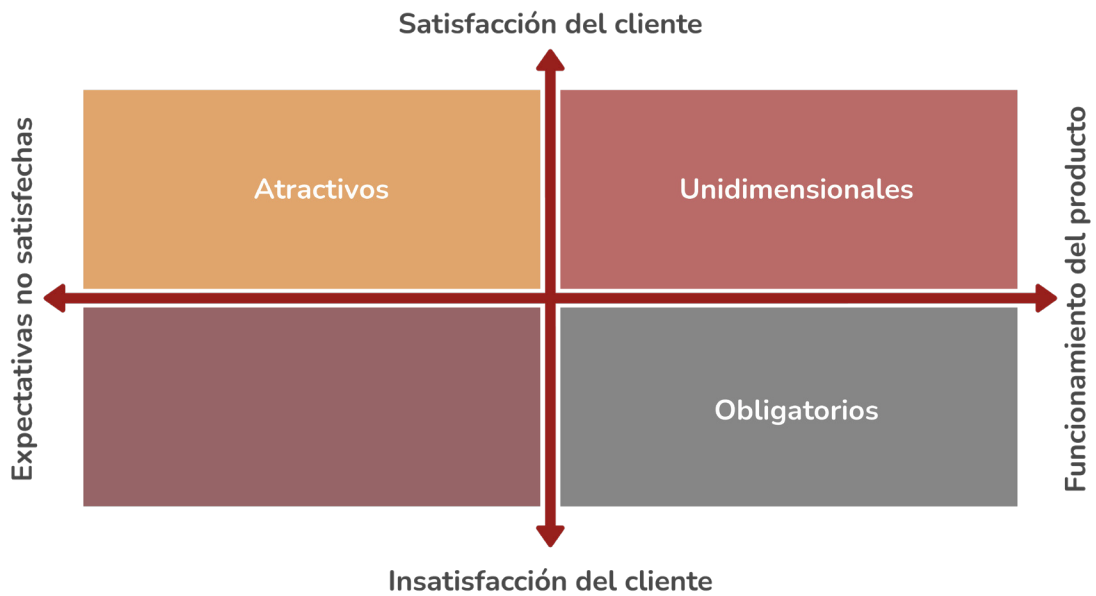 Satisfacción del cliente
Expectativas no satisfechas
Atractivos
Unidimensionales
Funcionamiento del producto
Obligatorios
Insatisfacción del cliente